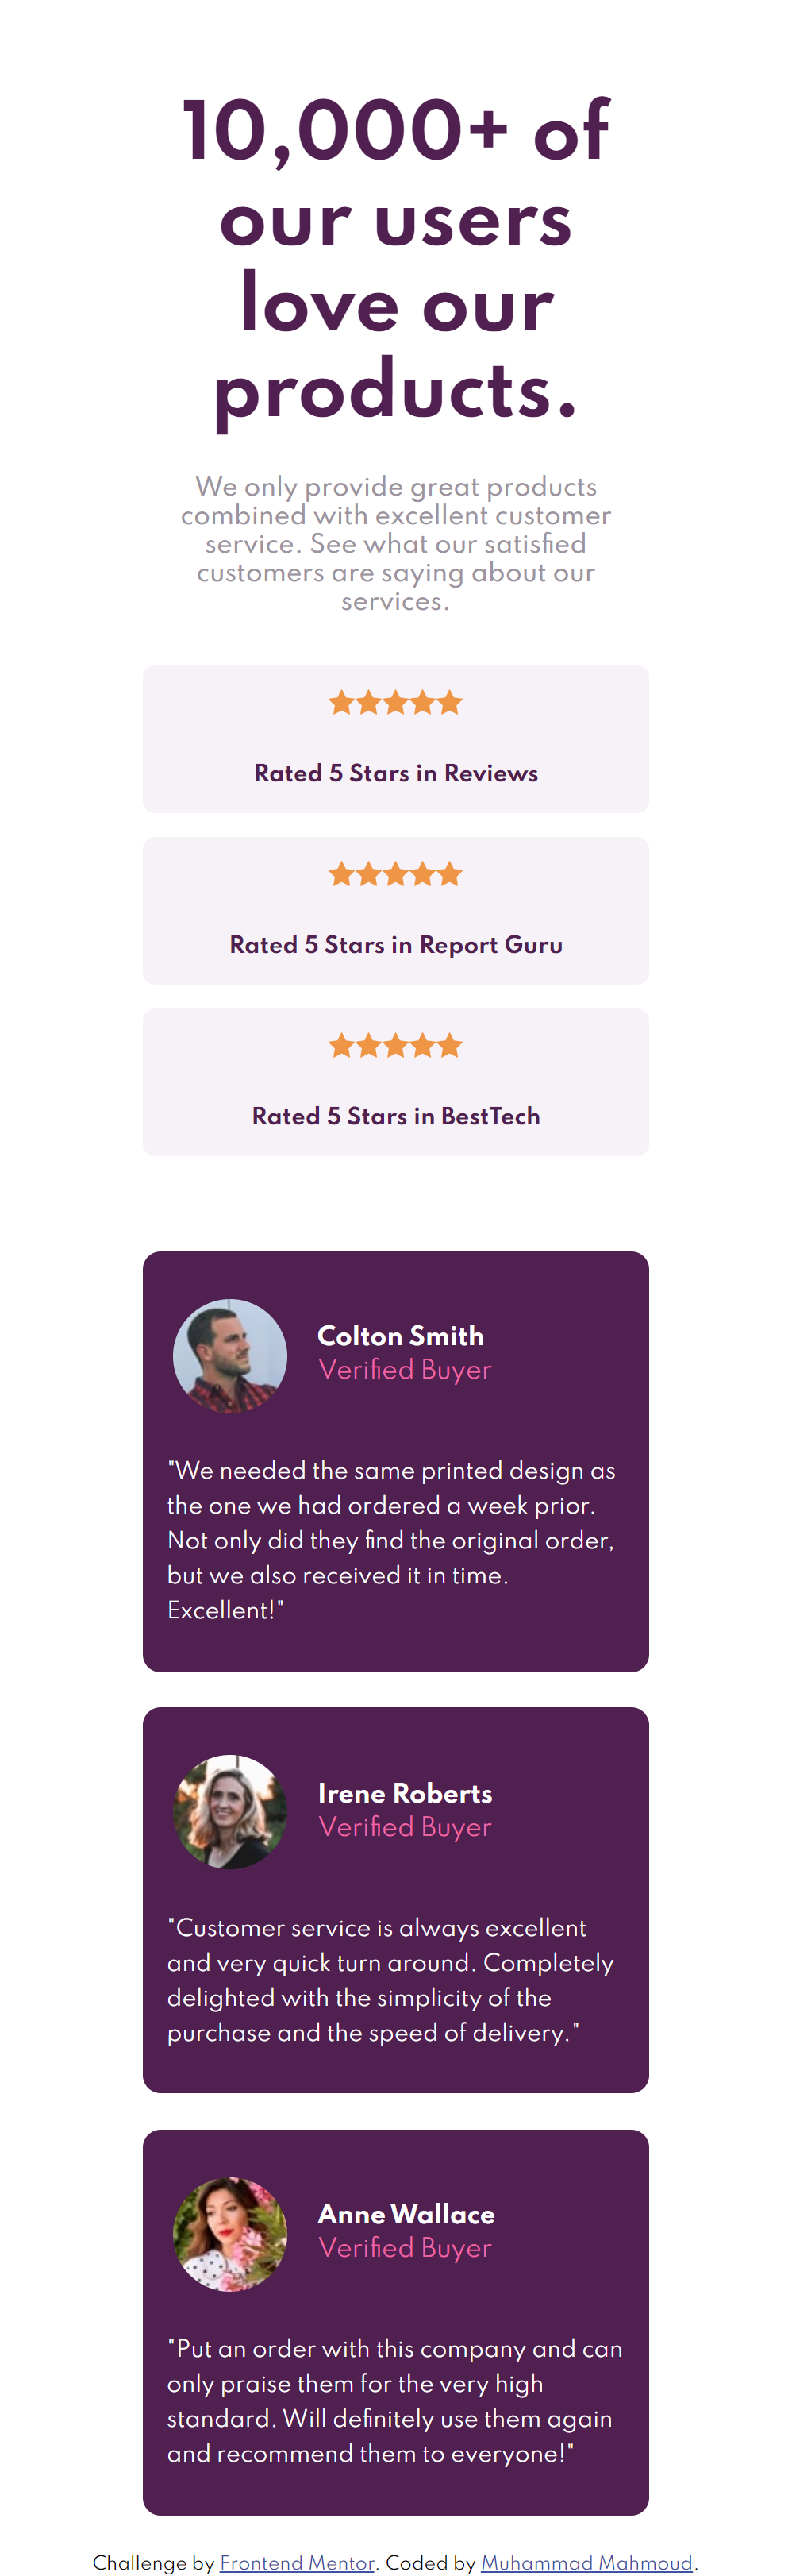 10,000+ of
our users
love our
products.
We only provide great products
combined with excellent customer
service. See what our satisfied
customers are saying about our
services.
Rated 5 Stars in Reviews
Rated 5 Stars in Report Guru
Rated 5 Stars in BestTech
Colton Smith
Verified Buyer
"We needed the same printed design as
the one we had ordered a week prior.
Not only did they find the original order,
but we also received it in time.
Excellent!"
Irene Roberts
Verified Buyer
"Customer service is always excellent
and very quick turn around. Completely
delighted with the simplicity of the
purchase and the speed of delivery."
Anne Wallace
Verified Buyer
"Put an order with this company and can
only praise them for the very high
standard. Will definitely use them again
and recommend them to everyone!"
Challenge by Frontend Mentor. Coded by Muhammad Mahmoud.